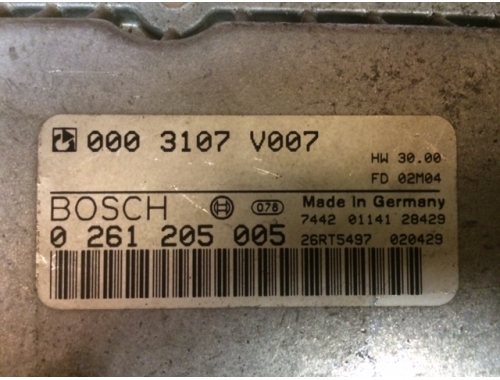 000 3107 V007
HW 30.00
FD 02M04
BOSCH 078 Made in Germany
7442 01141 28429
0 261 205 005 26RT5497 020429